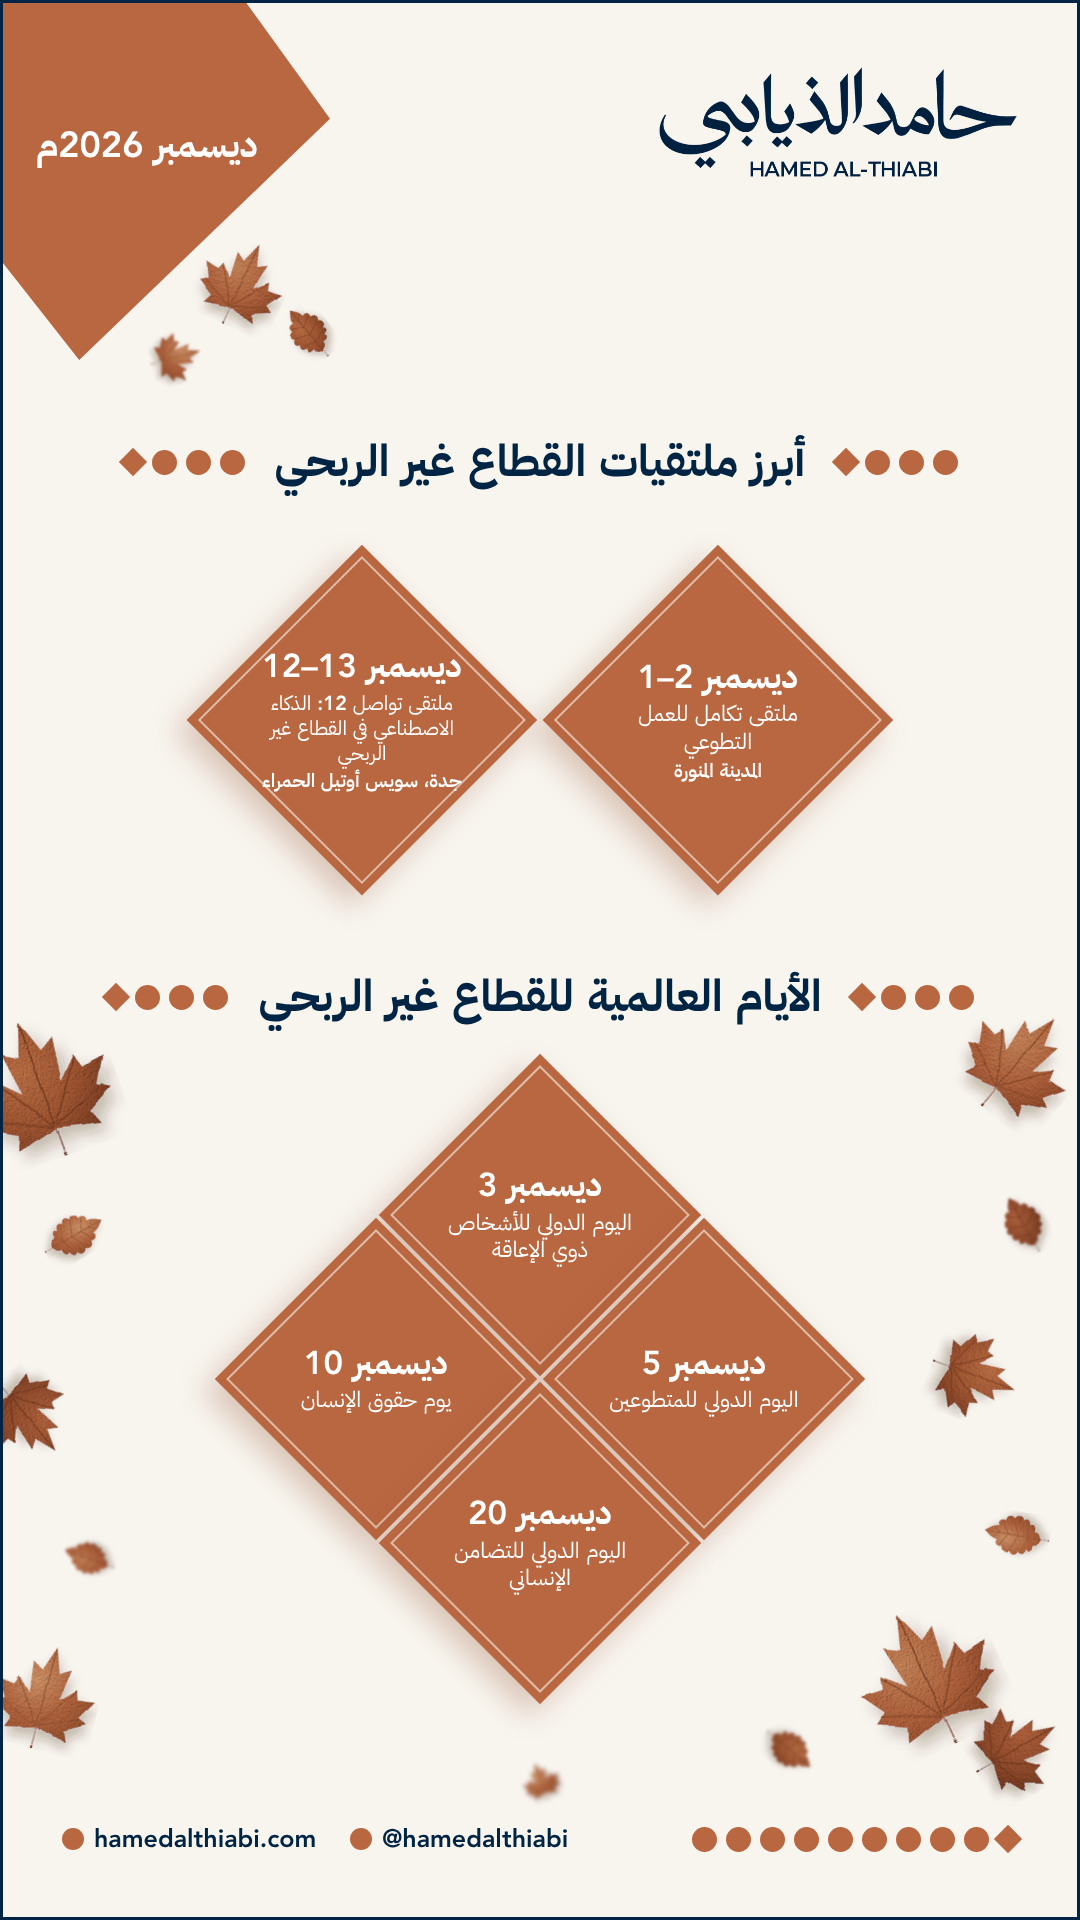 حامد الذيابي
HAMED AL-THIABI
ديسمبر 2026م
أبرز ملتقيات القطاع غير الربحي
ديسمبر 2–1
ملتقى تكامل للعمل
التطوعي
المدينة المنورة
ديسمبر 13–12
ملتقى تواصل 12: الذكاء
الاصطناعي في القطاع غير
الربحي
جدة، سويس أوتيل الحمراء
الأيام العالمية للقطاع غير الربحي
ديسمبر 3
اليوم الدولي للأشخاص
ذوي الإعاقة
ديسمبر 5
اليوم الدولي للمتطوعين
ديسمبر 10
يوم حقوق الإنسان
ديسمبر 20
اليوم الدولي للتضامن
الإنساني
hamedalthiabi.com
@hamedalthiabi